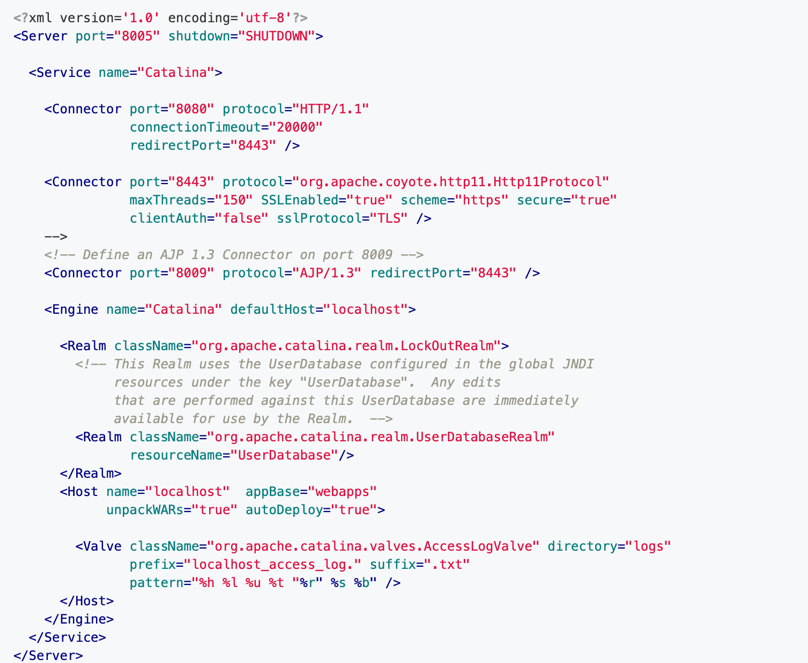 <?xml version='1.0' encoding='utf-8'?>
<Server port="8005" shutdown="SHUTDOWN">
<Service name="Catalina">
<Connector port="8080" protocol="HTTP/1.1"
connectionTimeout="20000"
redirectPort="8443" />
<Connector port="8443" protocol="org.apache.coyote.http11.Http11Protocol"
maxThreads="150" SSLEnabled="true" scheme="https" secure="true"
clientAuth="false" sslProtocol="TLS" />
-->
<!-- Define an AJP 1.3 Connector on port 8009 -->
<Connector port="8009" protocol="AJP/1.3" redirectPort="8443" />
<Engine name="Catalina" defaultHost="localhost">
<Realm className="org.apache.catalina.realm.LockOutRealm">
<!-- This Realm uses the UserDatabase configured in the global JNDI
resources under the key "UserDatabase".  Any edits
that are performed against this UserDatabase are immediately
available for use by the Realm.  -->
<Realm className="org.apache.catalina.realm.UserDatabaseRealm"
resourceName="UserDatabase"/>
</Realm>
<Host name="localhost"  appBase="webapps"
unpackWARs="true" autoDeploy="true">
<Valve className="org.apache.catalina.valves.AccessLogValve" directory="logs"
prefix="localhost_access_log." suffix=".txt"
pattern="%h %l %u %t "%r" %s %b" />
</Host>
</Engine>
</Service>
</Server>